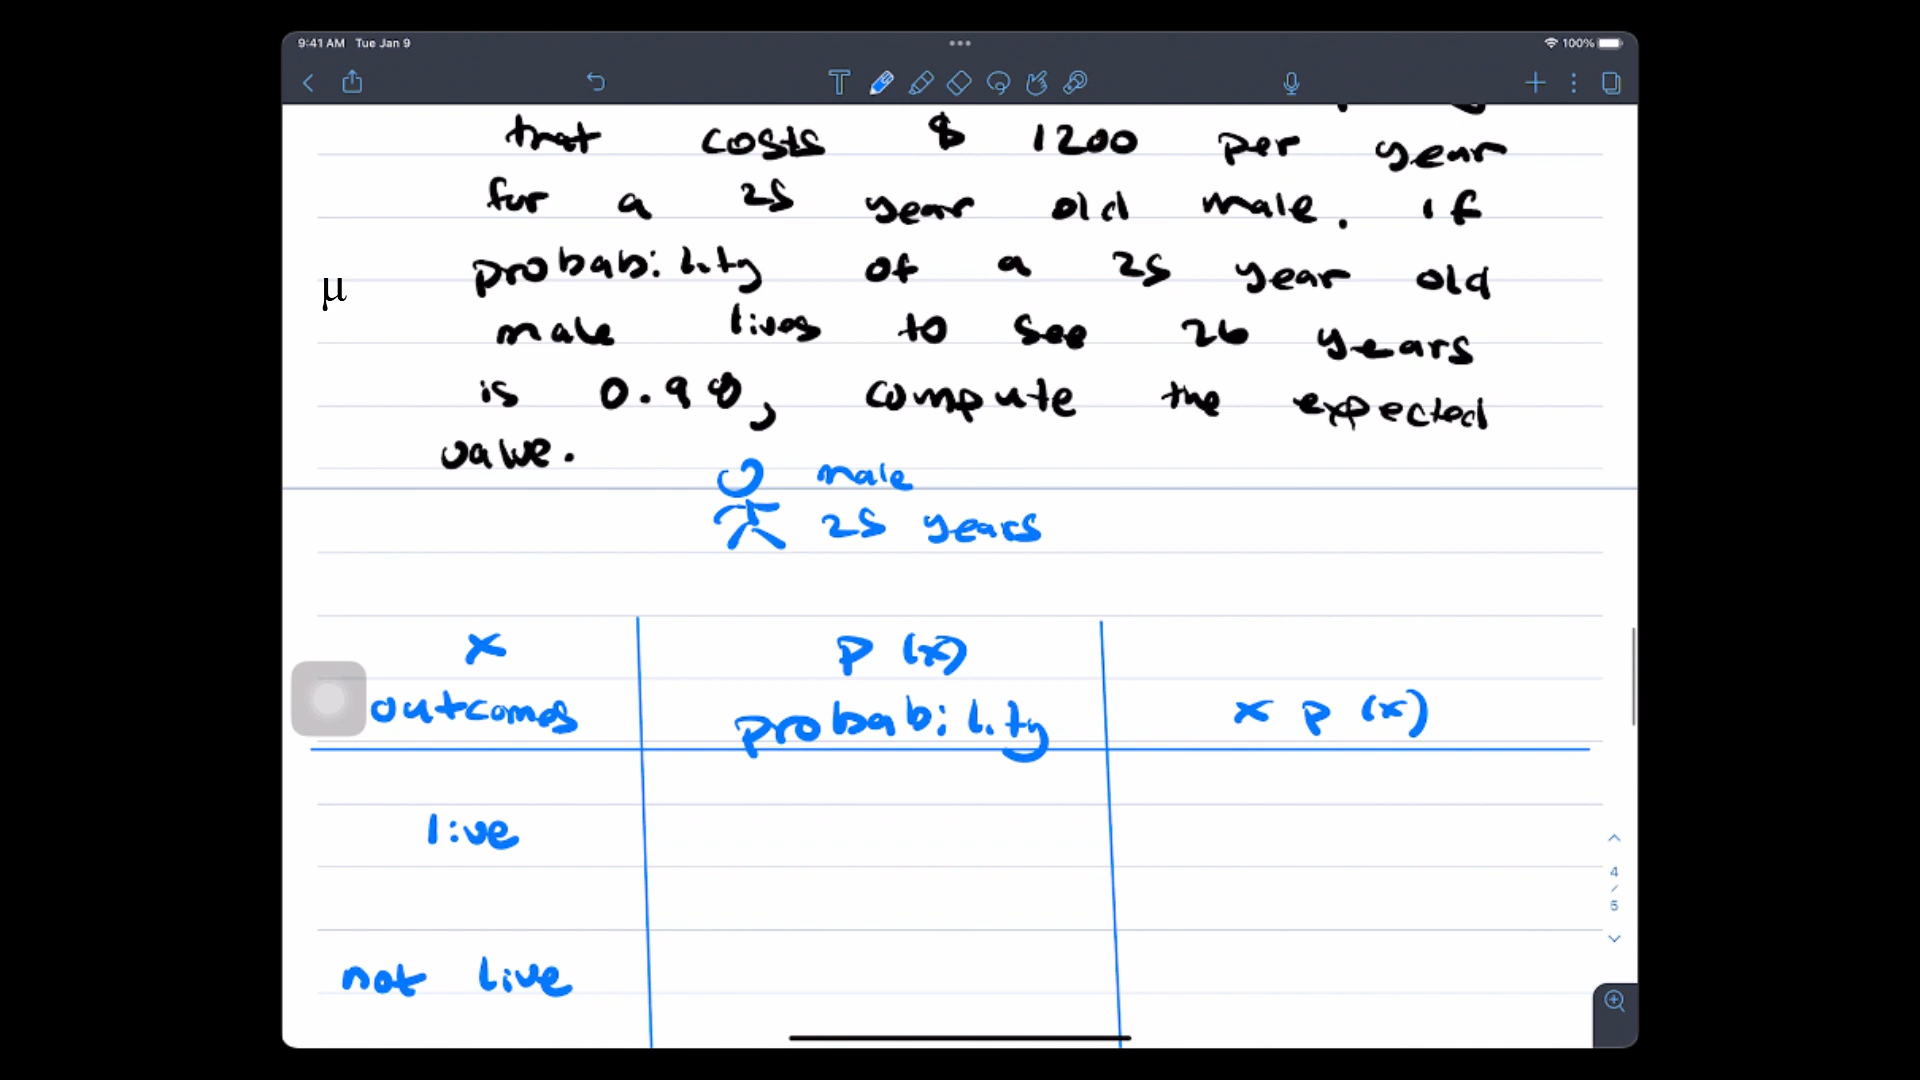 9:41 AM Tue Jan 9
100%
that costs $ 1200 per year
for a 25 year old male. if
probability of a 25 year old
μ
male lives to see 26 years
is 0.98, compute the expected
value.
male
25 years
x p (x)
outcomes probability x p (x)
live
4
/
5
not live